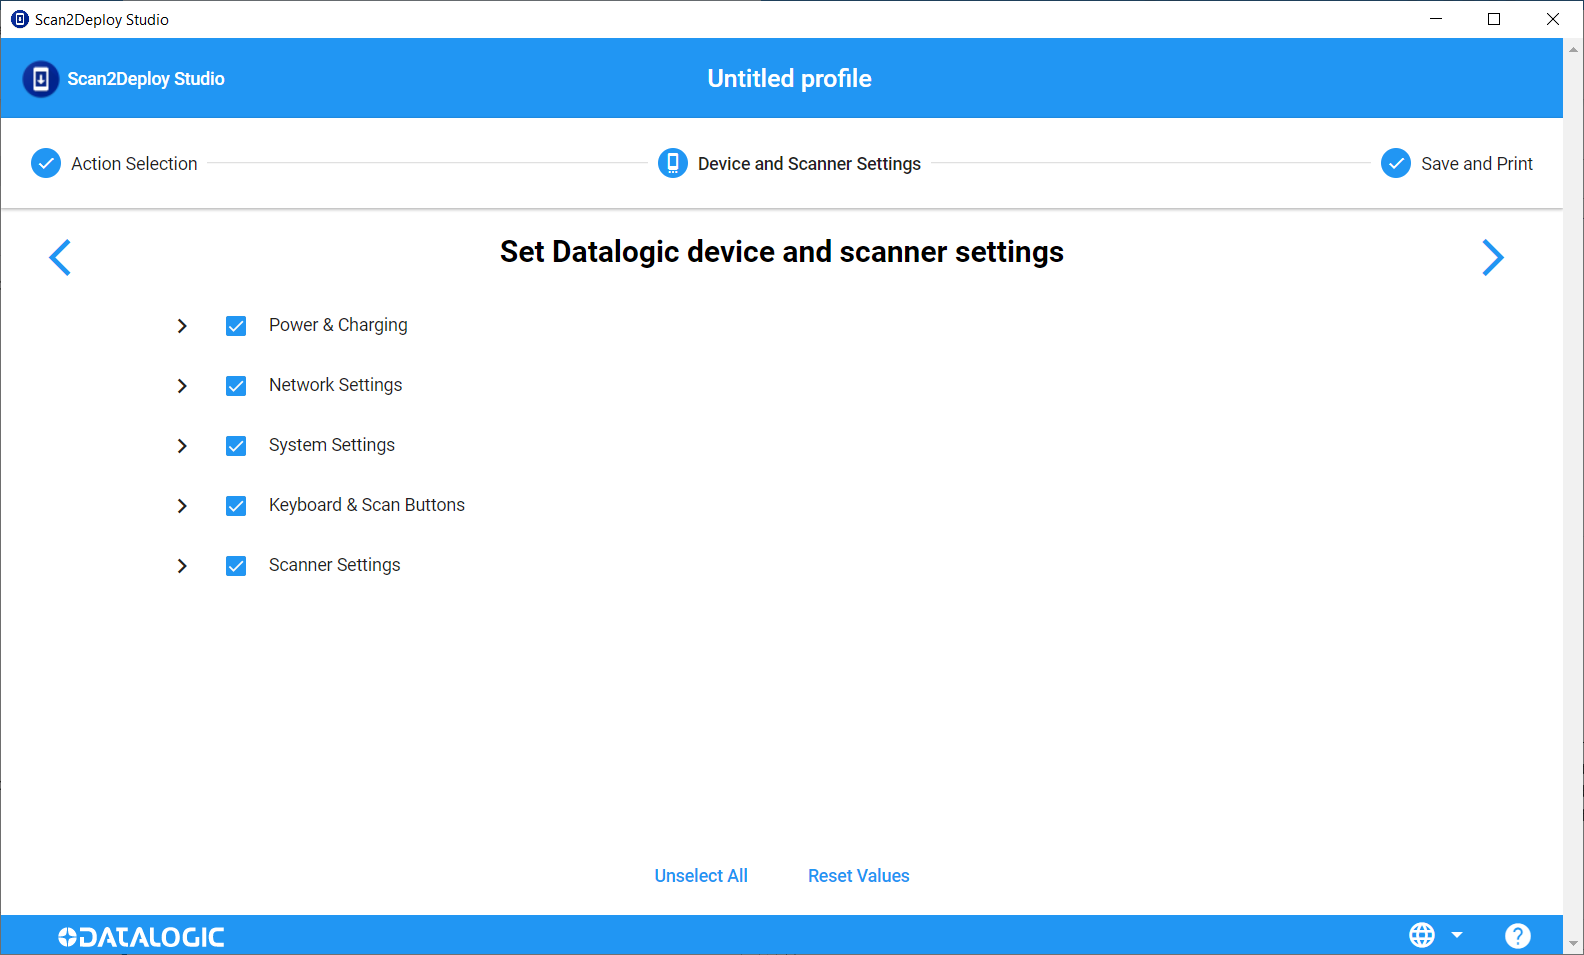 Scan2Deploy Studio
Scan2Deploy Studio
Untitled profile
Action Selection
Device and Scanner Settings
Save and Print
Set Datalogic device and scanner settings
Power & Charging
Network Settings
System Settings
Keyboard & Scan Buttons
Scanner Settings
Unselect All
Reset Values
DATALOGIC